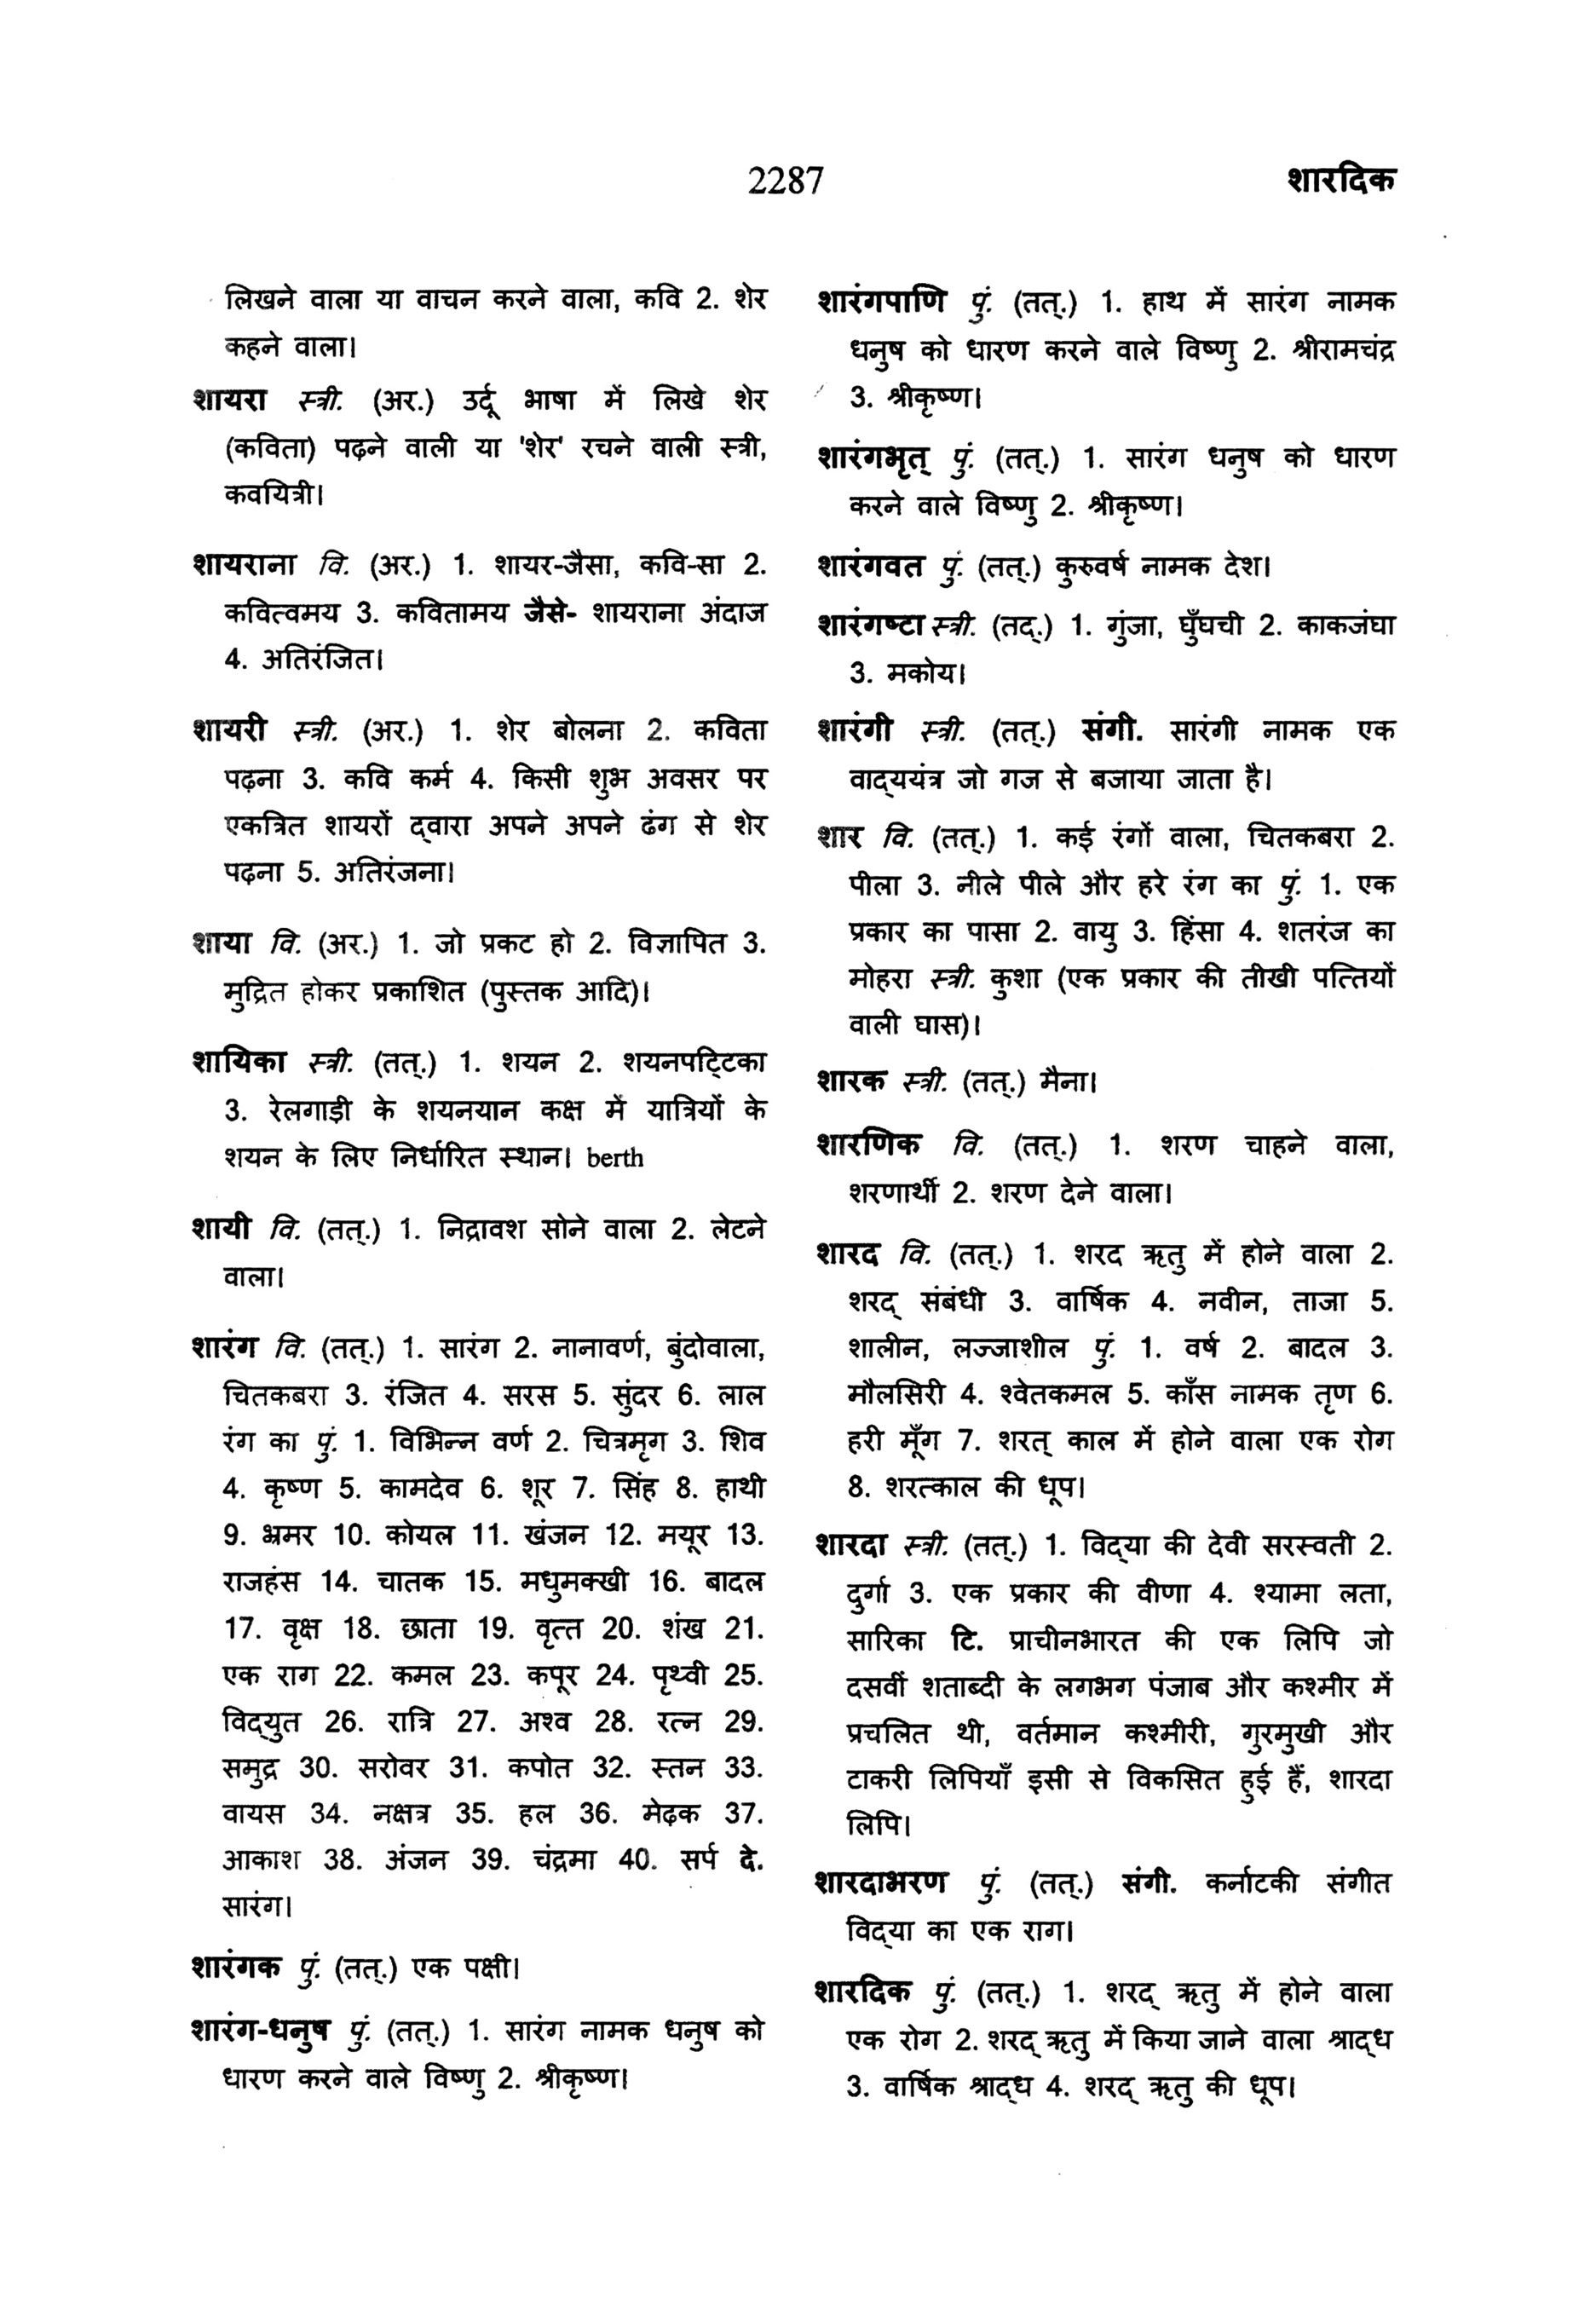 2287
शारदिक
लिखने वाला या वाचन करने वाला, कवि 2. शेर
कहने वाला।
शायरा स्त्री. (अर.) उर्दू भाषा में लिखे शेर
(कविता) पढ़ने वाली या 'शेर' रचने वाली स्त्री,
कवयित्री।
शायराना वि. (अर.) 1. शायर-जैसा, कवि-सा 2.
कवित्वमय 3. कवितामय जैसे- शायराना अंदाज
4. अतिरंजित।
शायरी स्त्री. (अर.) 1. शेर बोलना 2. कविता
पढ़ना 3. कवि कर्म 4. किसी शुभ अवसर पर
एकत्रित शायरों द्‌वारा अपने अपने ढंग से शेर
पढ़ना 5. अतिरंजना।
शाया वि. (अर.) 1. जो प्रकट हो 2. विज्ञापित 3.
मुद्रित होकर प्रकाशित (पुस्तक आदि)।
शायिका स्त्री. (तत्.) 1. शयन 2. शयनपट्‌टिका
3. रेलगाड़ी के शयनयान कक्ष में यात्रियों के
शयन के लिए निर्धारित स्थान। berth
शायी वि. (तत्.) 1. निद्रावश सोने वाला 2. लेटने
वाला।
शारंग वि. (तत्.) 1. सारंग 2. नानावर्ण, बुंदोवाला,
चितकबरा 3. रंजित 4. सरस 5. सुंदर 6. लाल
रंग का पुं. 1. विभिन्न वर्ण 2. चित्रमृग 3. शिव
4. कृष्ण 5. कामदेव 6. शूर 7. सिंह 8. हाथी
9. भ्रमर 10. कोयल 11. खंजन 12. मयूर 13.
राजहंस 14. चातक 15. मधुमक्खी 16. बादल
17. वृक्ष 18. छाता 19. वृत्त 20. शंख 21.
एक राग 22. कमल 23. कपूर 24. पृथ्वी 25.
विद्‌युत 26. रात्रि 27. अश्व 28. रत्न 29.
समुद्र 30. सरोवर 31. कपोत 32. स्तन 33.
वायस 34. नक्षत्र 35. हल 36. मेढ़क 37.
आकाश 38. अंजन 39. चंद्रमा 40. सर्प दे.
सारंग।
शारंगक पुं. (तत्.) एक पक्षी।
शारंग-धनुष पुं. (तत्.) 1. सारंग नामक धनुष को
धारण करने वाले विष्णु 2. श्रीकृष्ण।
शारंगपाणि पुं. (तत्.) 1. हाथ में सारंग नामक
धनुष को धारण करने वाले विष्णु 2. श्रीरामचंद्र
3. श्रीकृष्ण।
शारंगभृत् पुं. (तत्.) 1. सारंग धनुष को धारण
करने वाले विष्णु 2. श्रीकृष्ण।
शारंगवत पुं. (तत्.) कुरुवर्ष नामक देश।
शारंगष्टा स्त्री. (तद्.) 1. गुंजा, घुँघची 2. काकजंघा
3. मकोय।
शारंगी स्त्री. (तत्.) संगी. सारंगी नामक एक
वाद्‌ययंत्र जो गज से बजाया जाता है।
शार वि. (तत्.) 1. कई रंगों वाला, चितकबरा 2.
पीला 3. नीले पीले और हरे रंग का पुं. 1. एक
प्रकार का पासा 2. वायु 3. हिंसा 4. शतरंज का
मोहरा स्त्री. कुशा (एक प्रकार की तीखी पत्तियों
वाली घास)।
शारक स्त्री. (तत्.) मैना।
शारणिक वि. (तत्.) 1. शरण चाहने वाला,
शरणार्थी 2. शरण देने वाला।
शारद वि. (तत्.) 1. शरद ऋतु में होने वाला 2.
शरद् संबंधी 3. वार्षिक 4. नवीन, ताजा 5.
शालीन, लज्जाशील पुं. 1. वर्ष 2. बादल 3.
मौलसिरी 4. श्वेतकमल 5. काँस नामक तृण 6.
हरी मूँग 7. शरत् काल में होने वाला एक रोग
8. शरत्काल की धूप।
शारदा स्त्री. (तत्.) 1. विद्‌या की देवी सरस्वती 2.
दुर्गा 3. एक प्रकार की वीणा 4. श्यामा लता,
सारिका टि. प्राचीनभारत की एक लिपि जो
दसवीं शताब्दी के लगभग पंजाब और कश्मीर में
प्रचलित थी, वर्तमान कश्मीरी, गुरमुखी और
टाकरी लिपियाँ इसी से विकसित हुई हैं, शारदा
लिपि।
शारदाभरण पुं. (तत्.) संगी. कर्नाटकी संगीत
विद्‌या का एक राग।
शारदिक पुं. (तत्.) 1. शरद् ऋतु में होने वाला
एक रोग 2. शरद् ऋतु में किया जाने वाला श्राद्‌ध
3. वार्षिक श्राद्‌ध 4. शरद् ऋतु की धूप।